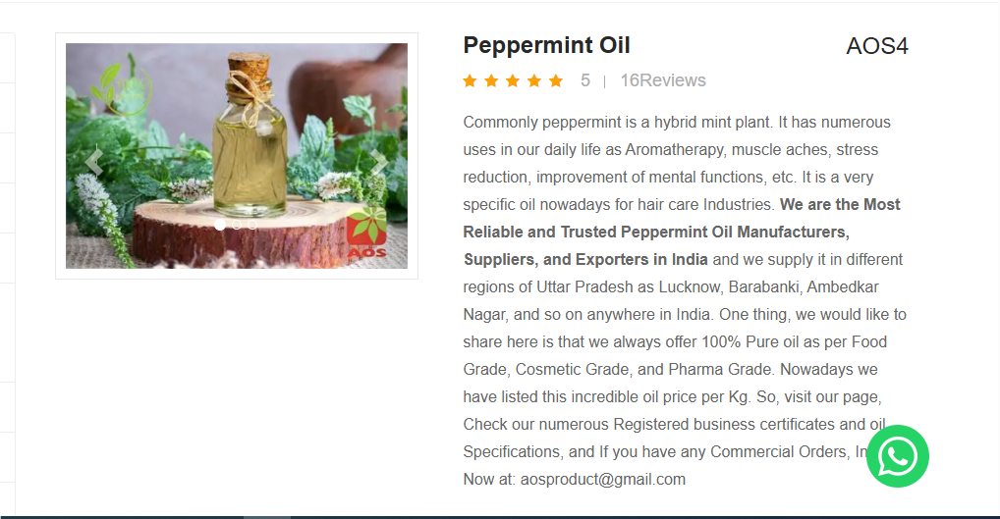 Peppermint Oil
AOS4
5 | 16Reviews
Commonly peppermint is a hybrid mint plant. It has numerous
uses in our daily life as Aromatherapy, muscle aches, stress
reduction, improvement of mental functions, etc. It is a very
specific oil nowadays for hair care Industries. We are the Most
Reliable and Trusted Peppermint Oil Manufacturers,
Suppliers, and Exporters in India and we supply it in different
regions of Uttar Pradesh as Lucknow, Barabanki, Ambedkar
Nagar, and so on anywhere in India. One thing, we would like to
share here is that we always offer 100% Pure oil as per Food
Grade, Cosmetic Grade, and Pharma Grade. Nowadays we
have listed this incredible oil price per Kg. So, visit our page,
Check our numerous Registered business certificates and oil
Specifications, and If you have any Commercial Orders,
Now at: aosproduct@gmail.com
AOS